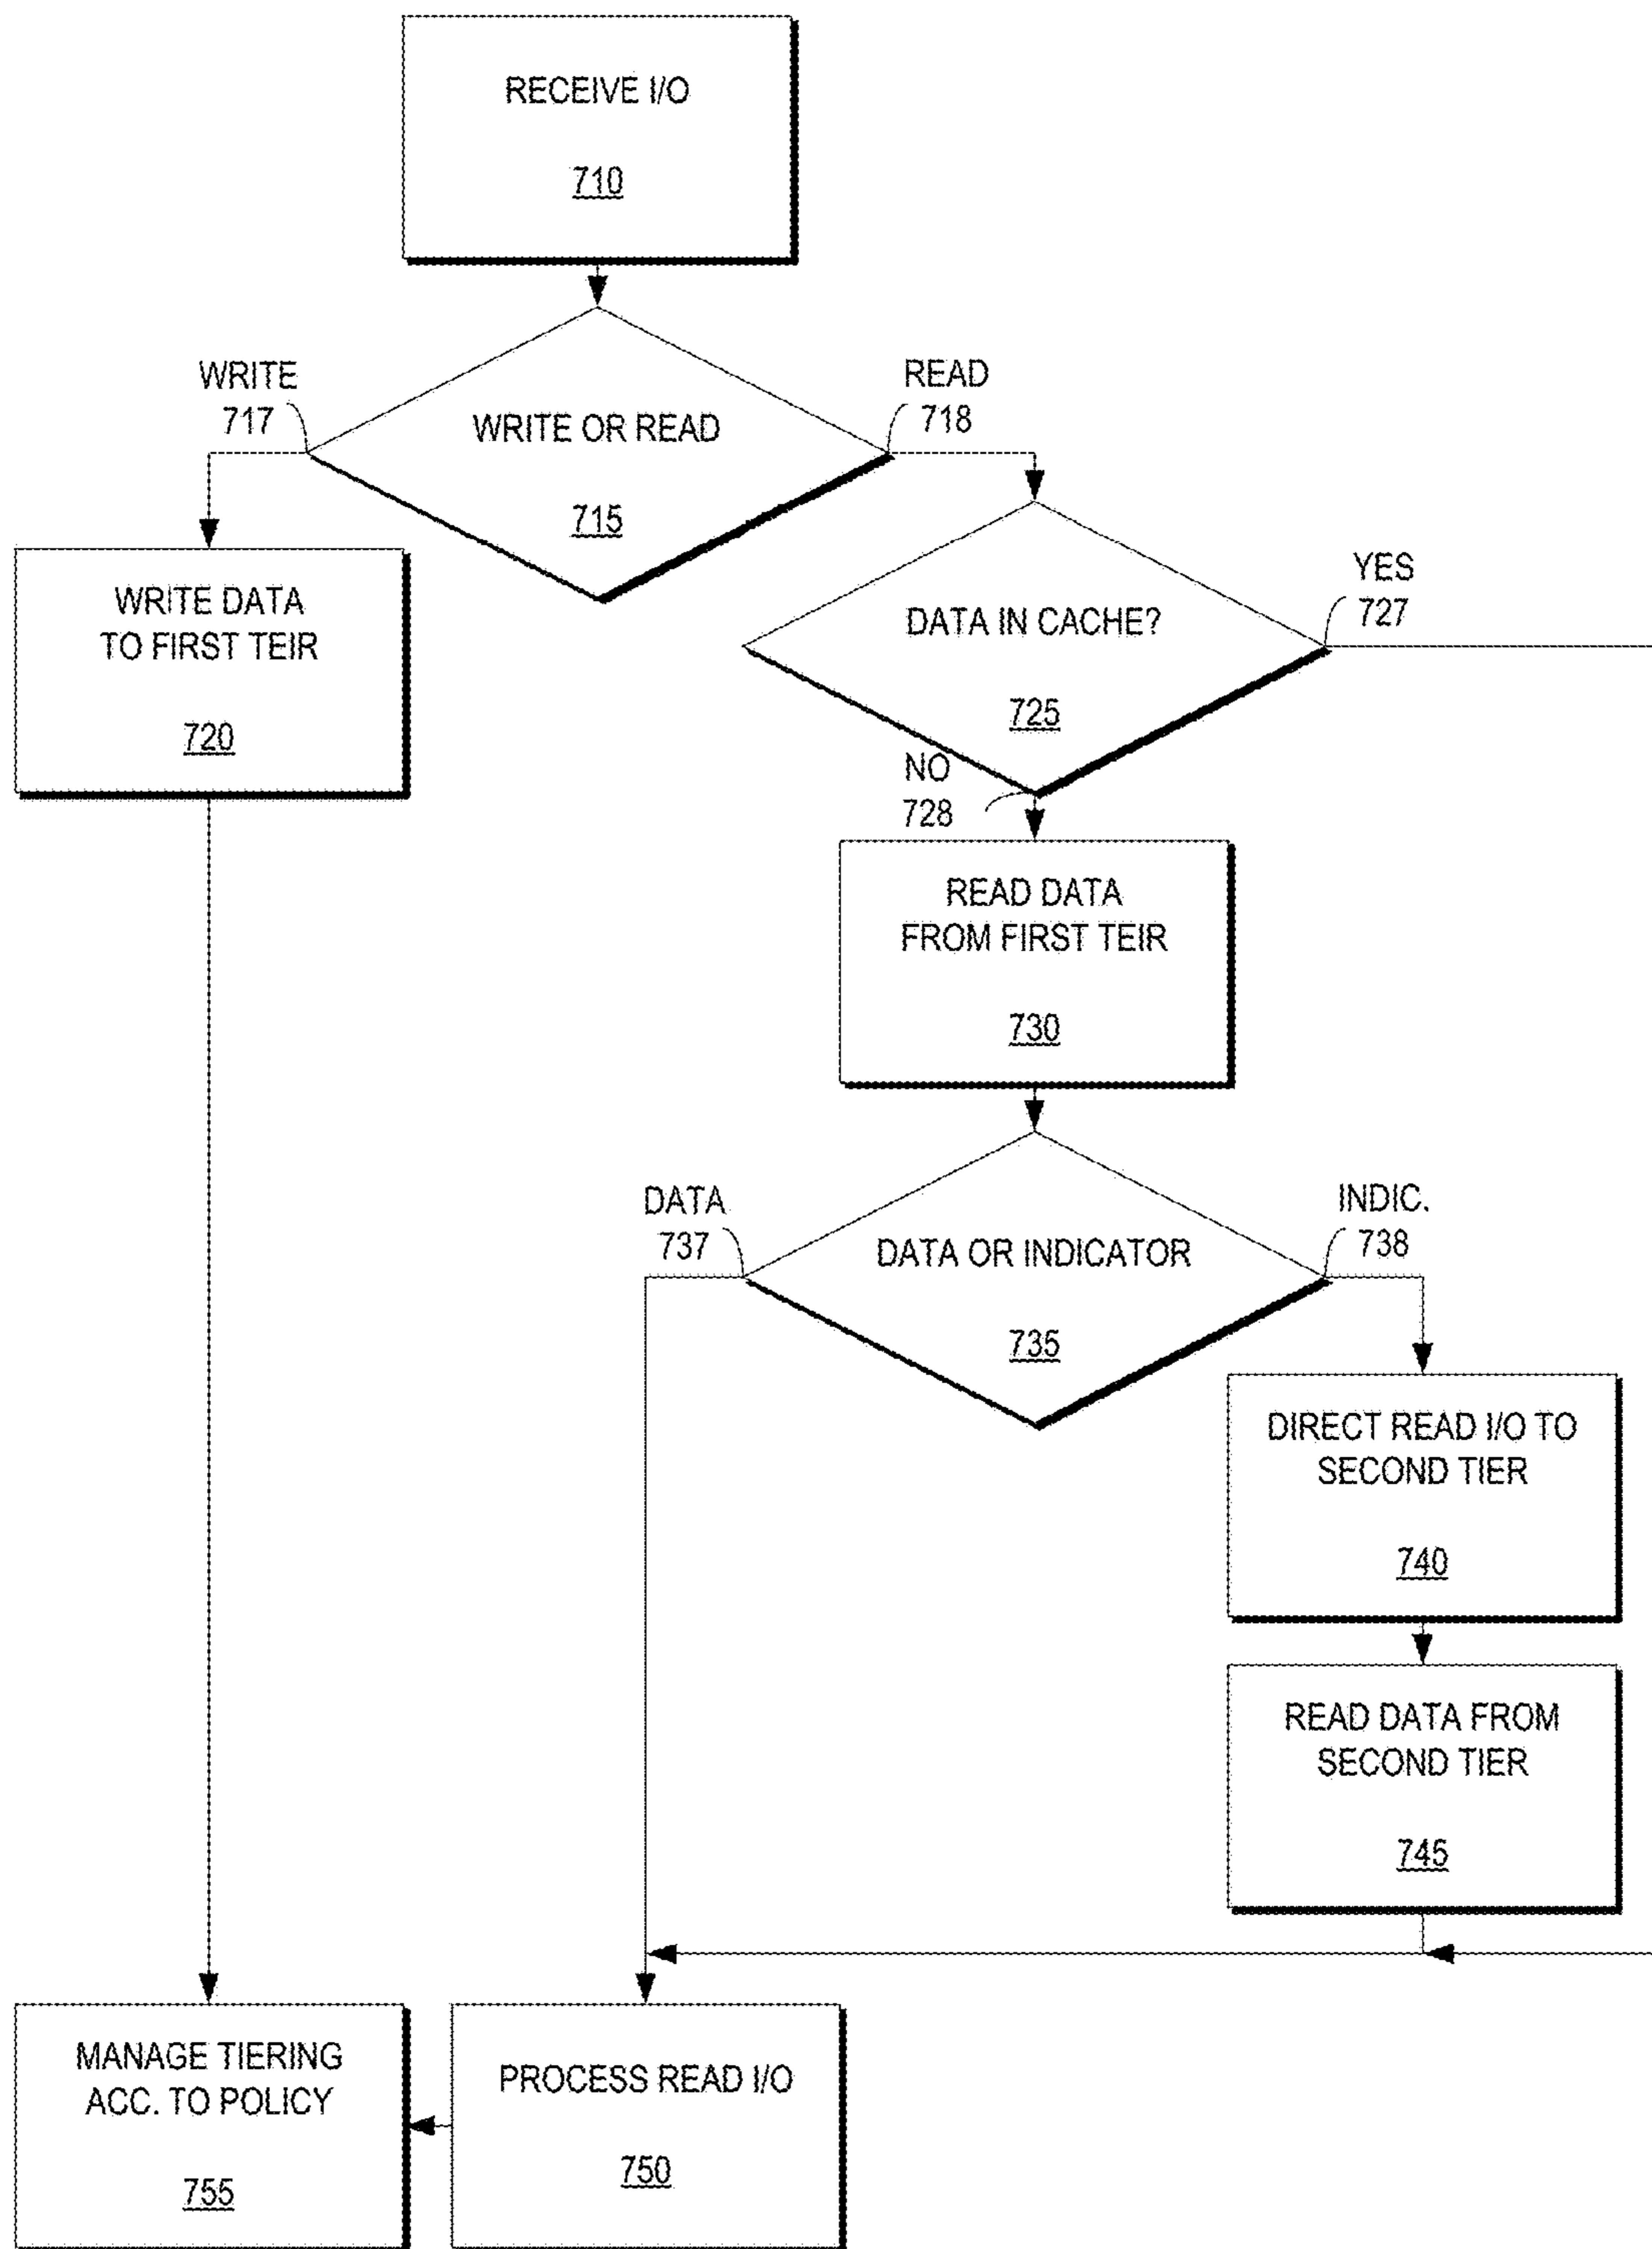 RECEIVE I/O
710
WRITE
717
READ
718
WRITE OR READ
715
WRITE DATA
TO FIRST TEIR
720
DATA IN CACHE?
725
YES
727
NO
728
READ DATA
FROM FIRST TEIR
730
DATA
737
INDIC.
738
DATA OR INDICATOR
735
DIRECT READ I/O TO
SECOND TIER
740
READ DATA FROM
SECOND TIER
745
MANAGE TIERING
ACC. TO POLICY
755
PROCESS READ I/O
750